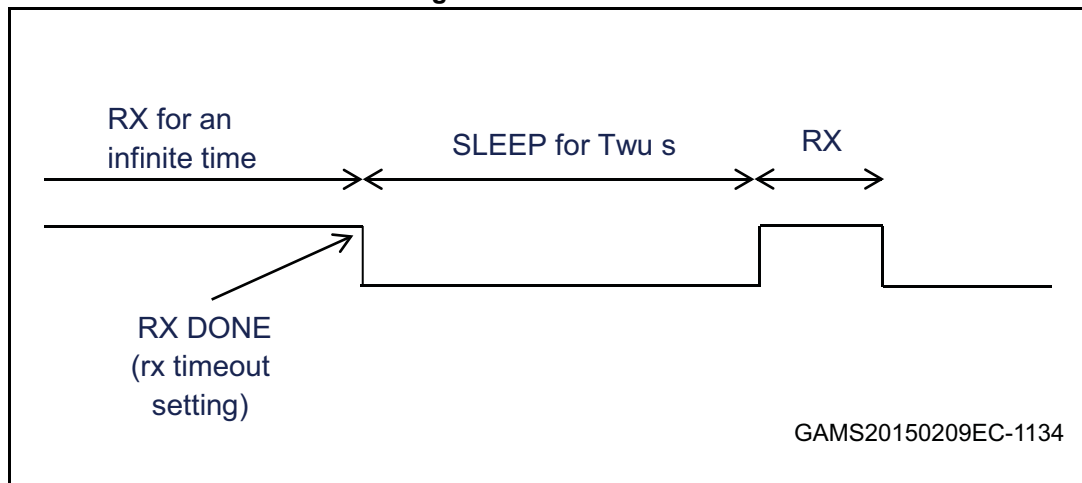 RX for an
infinite time
SLEEP for Twu s
RX
RX DONE
(rx timeout
setting)
GAMS20150209EC-1134